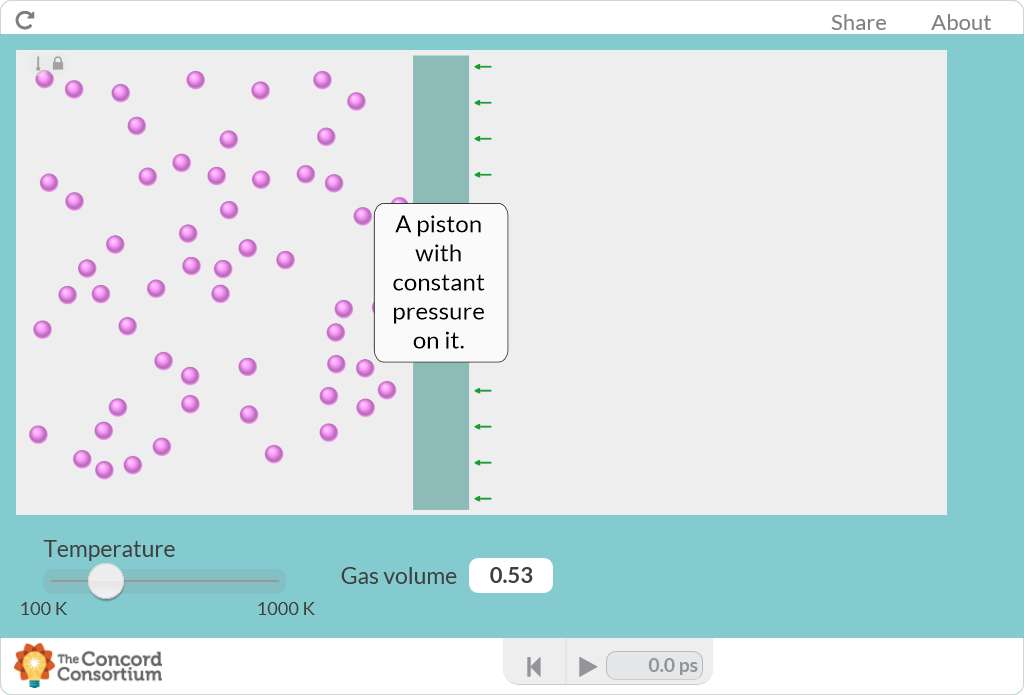 Share About
A piston
with
constant
pressure
on it.
Temperature
100 K 1000 K
Gas volume 0.53
The Concord
Consortium
0.0 ps